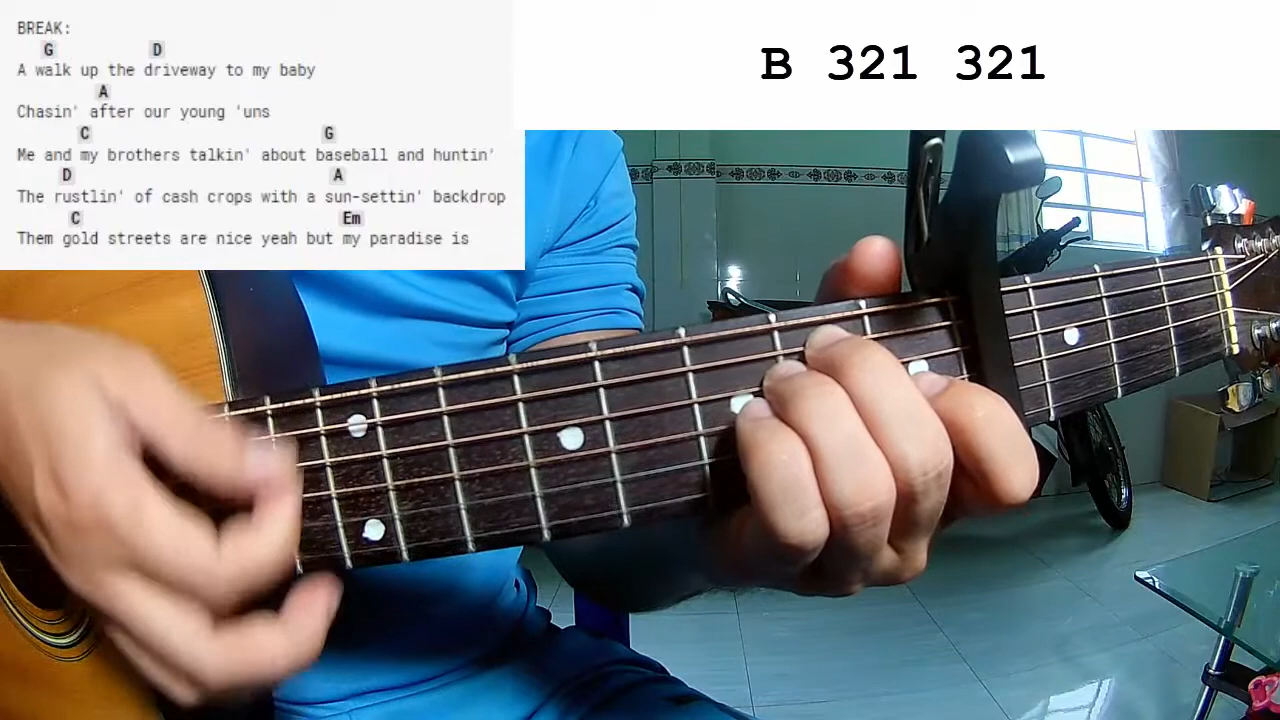 BREAK:
G D
A walk up the driveway to my baby
A
Chasin' after our young 'uns
C G
Me and my brothers talkin' about baseball and huntin'
D A
The rustlin' of cash crops with a sun-settin' backdrop
C Em
Them gold streets are nice yeah but my paradise is
B 321 321